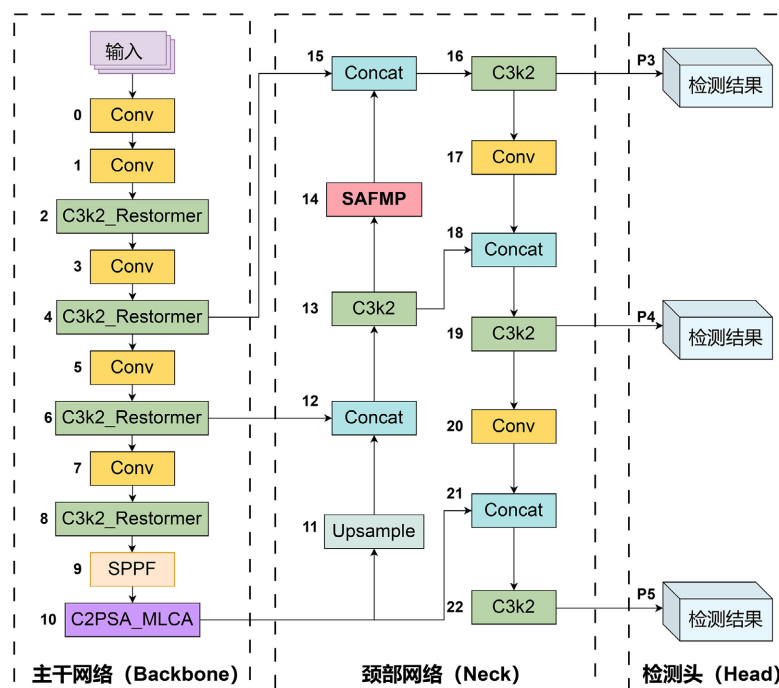 输入
0 Conv
1 Conv
2 C3k2_Restormer
3 Conv
4 C3k2_Restormer
5 Conv
6 C3k2_Restormer
7 Conv
8 C3k2_Restormer
9 SPPF
10 C2PSA_MLCA
主干网络（Backbone）
15 Concat
14 SAFMP
13 C3k2
12 Concat
11 Upsample
16 C3k2
17 Conv
18 Concat
19 C3k2
20 Conv
21 Concat
22 C3k2
颈部网络（Neck）
P3 检测结果
P4 检测结果
P5 检测结果
检测头（Head）